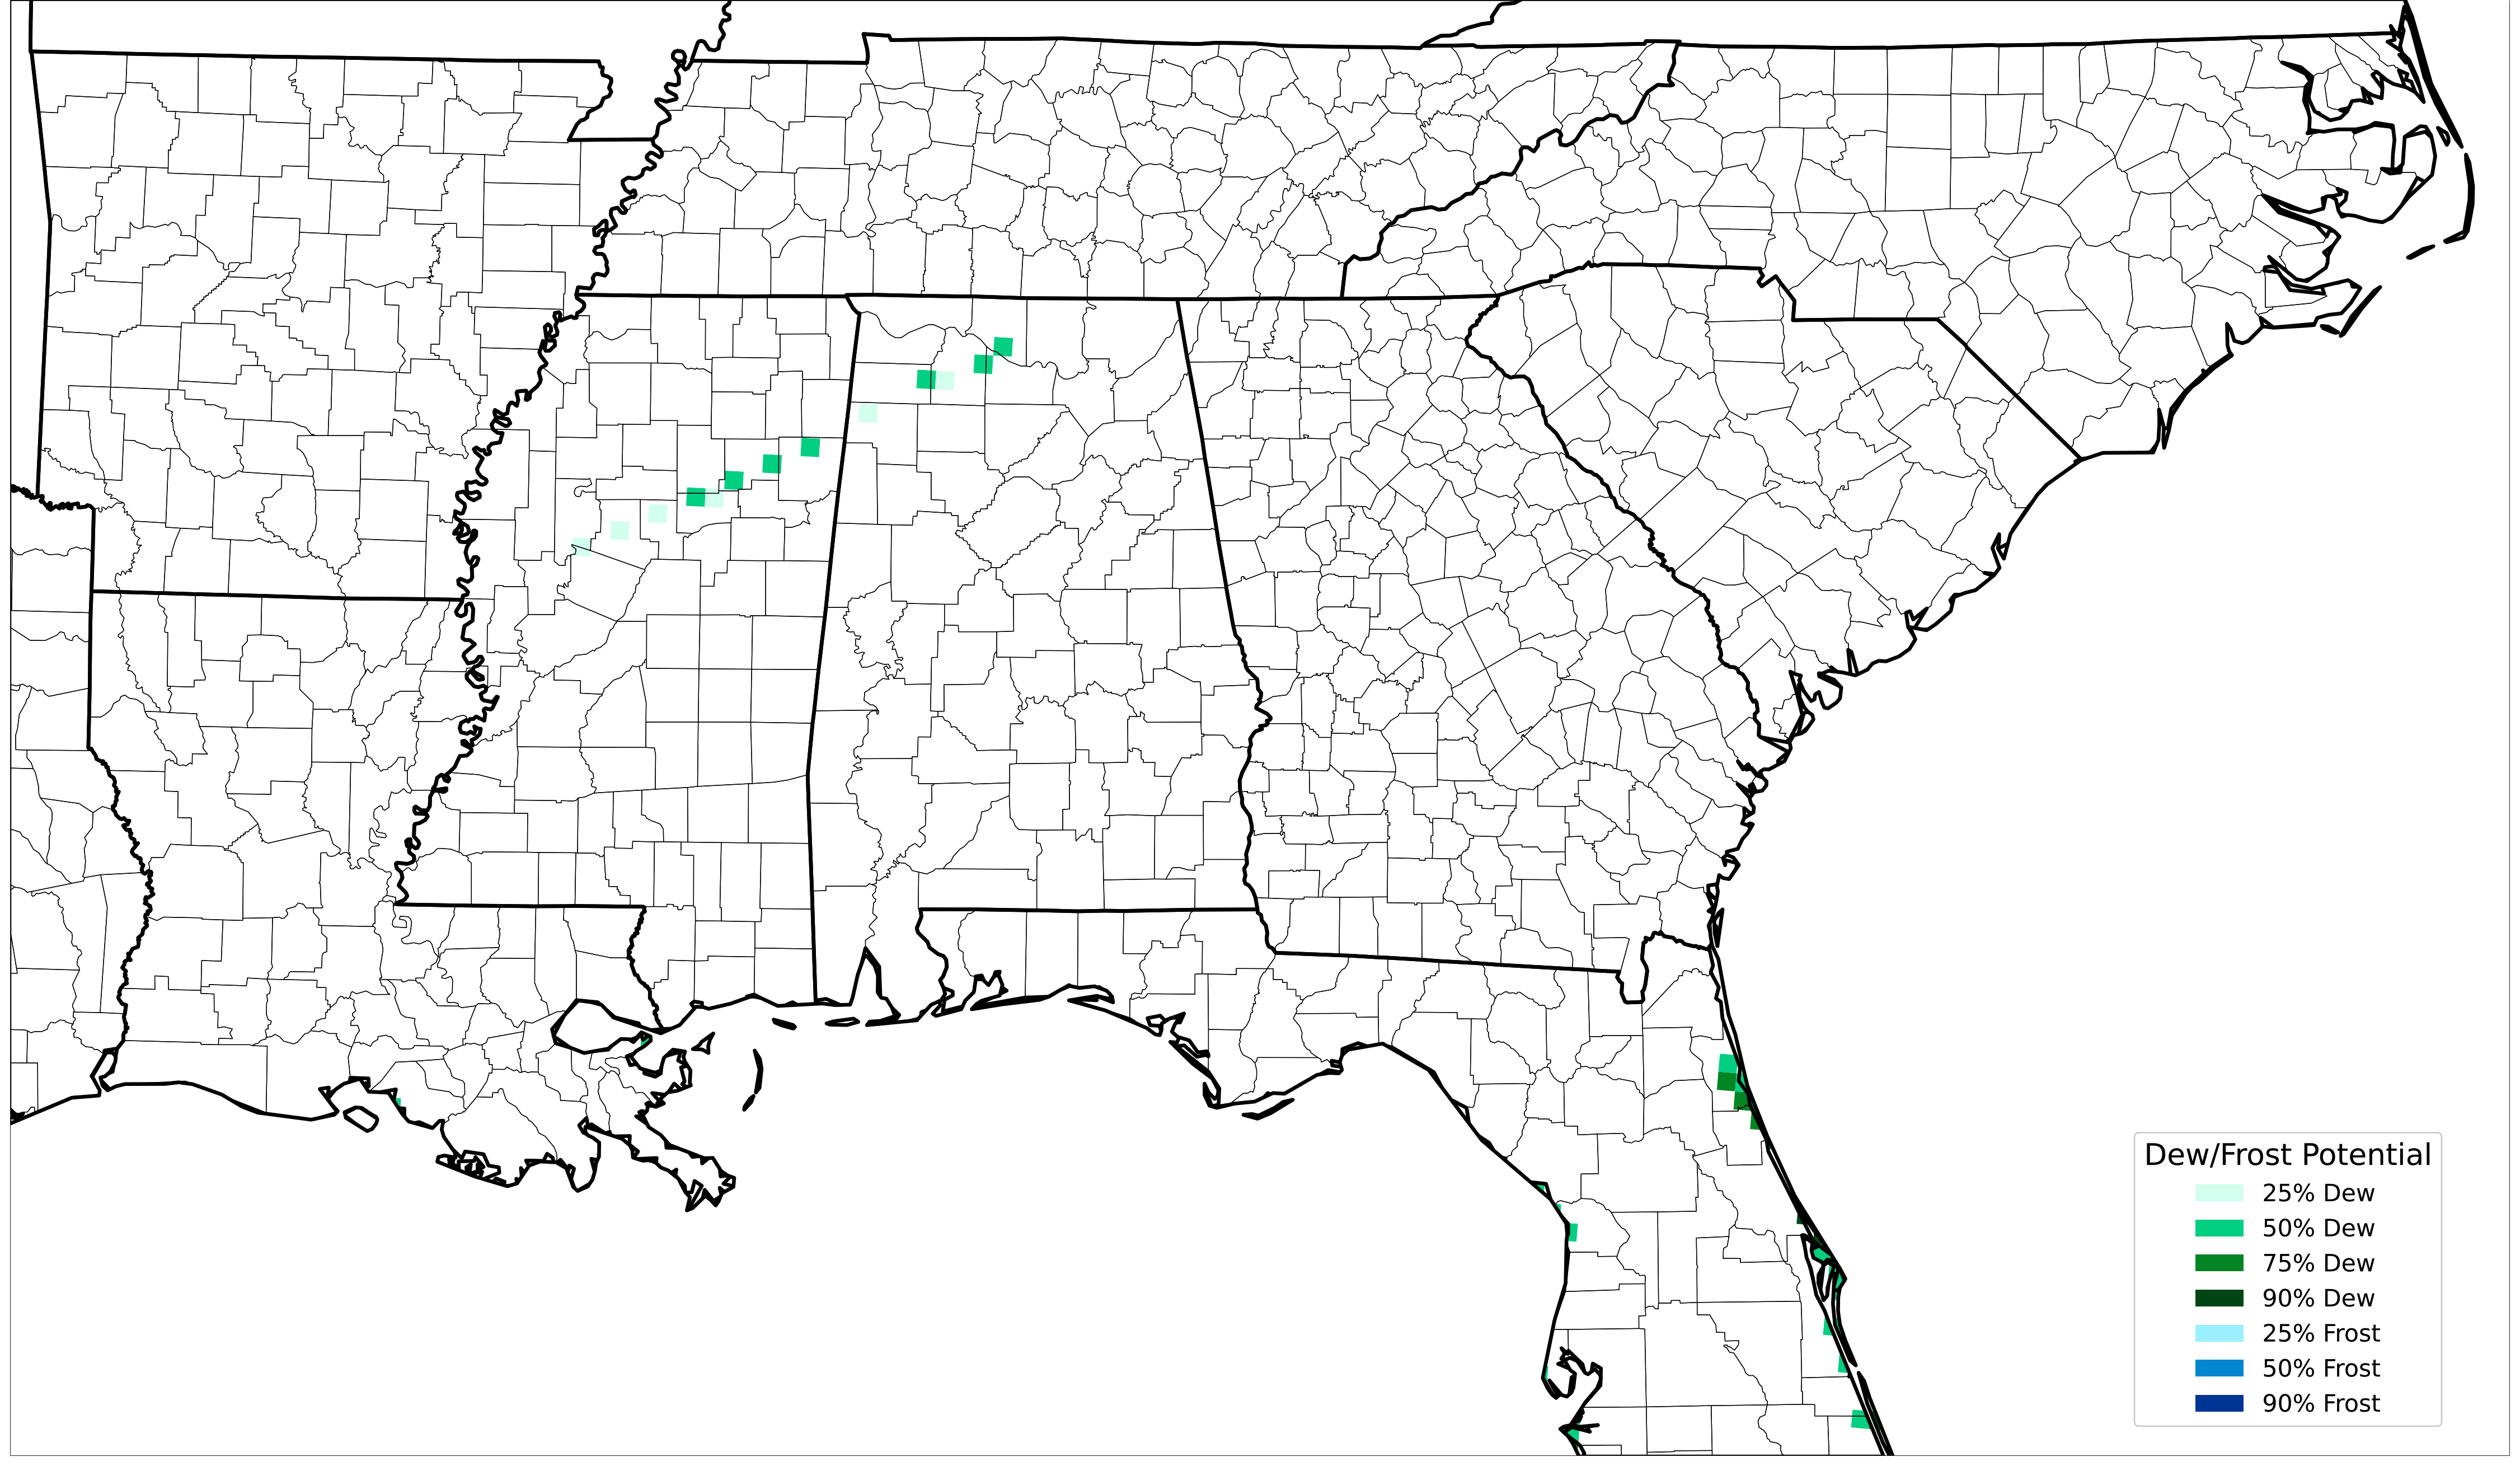 Dew/Frost Potential
25% Dew
50% Dew
75% Dew
90% Dew
25% Frost
50% Frost
90% Frost